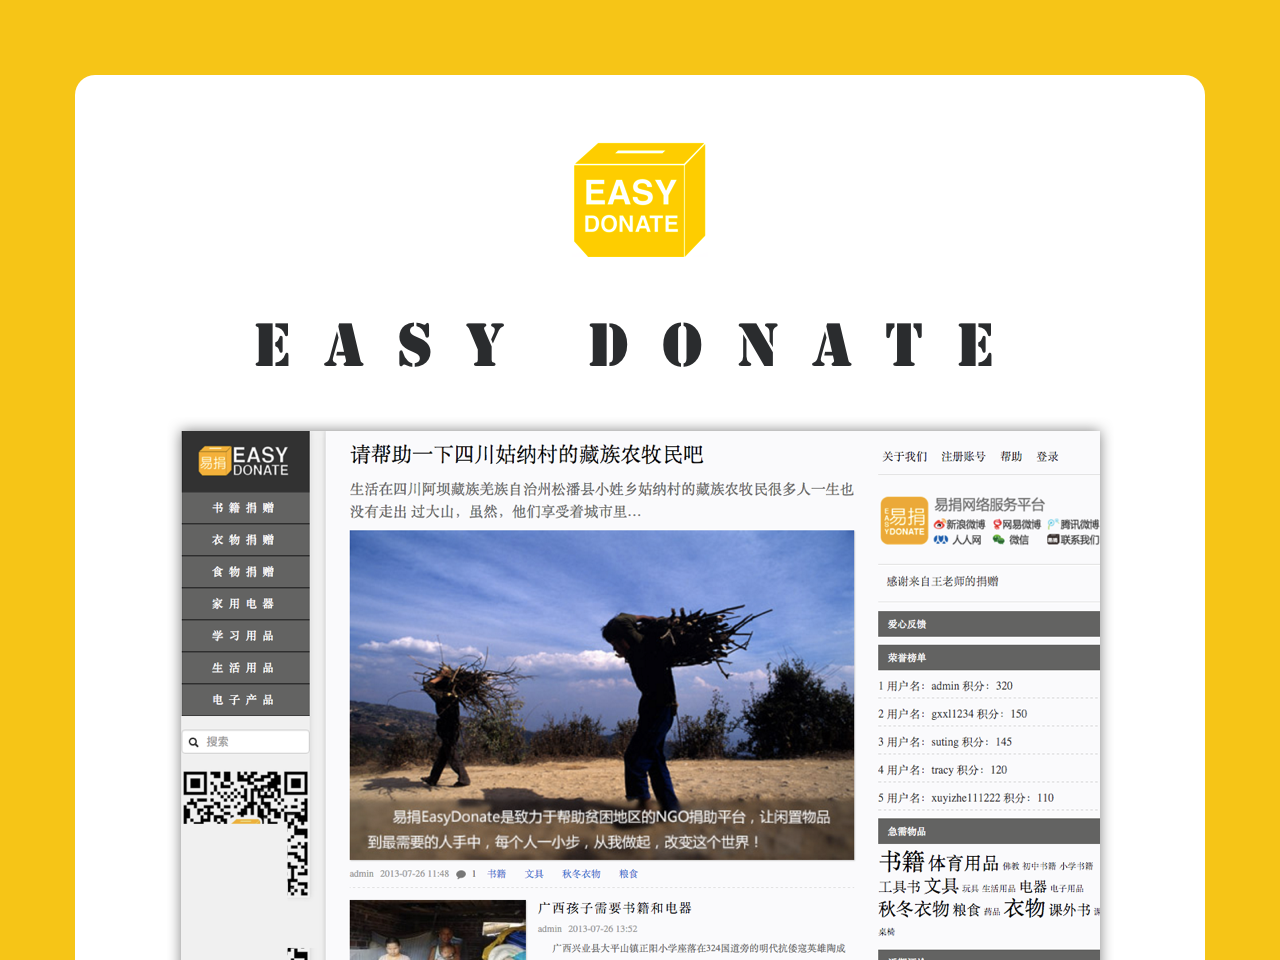 EASY
DONATE
EASY DONATE
易捐
EASY
DONATE
书籍捐赠
衣物捐赠
食物捐赠
家用电器
学习用品
生活用品
电子产品
搜索
请帮助一下四川姑纳村的藏族农牧民吧
生活在四川阿坝藏族羌族自治州松潘县小姓乡姑纳村的藏族农牧民很多人一生也
没有走出 过大山，虽然，他们享受着城市里…
易捐EasyDonate是致力于帮助贫困地区的NGO捐助平台，让闲置物品
到最需要的人手中，每个人一小步，从我做起，改变这个世界！
admin 2013-07-26 11:48 1 书籍 文具 秋冬衣物 粮食
广西孩子需要书籍和电器
admin 2013-07-26 13:52
广西兴业县大平山镇正阳小学座落在324国道旁的明代抗倭寇英雄陶成
关于我们 注册账号 帮助 登录
EASY 易捐 DONATE
易捐网络服务平台
新浪微博 网易微博 腾讯微博
人人网 微信 联系我们
感谢来自王老师的捐赠
爱心反馈
荣誉榜单
1 用户名：admin 积分：320
2 用户名：gxxl1234 积分：150
3 用户名：suting 积分：145
4 用户名：tracy 积分：120
5 用户名：xuyizhe111222 积分：110
急需物品
书籍 体育用品 佛教 初中书籍 小学书籍
工具书 文具 玩具 生活用品 电器 电子用品
秋冬衣物 粮食 药品 衣物 课外书
桌椅